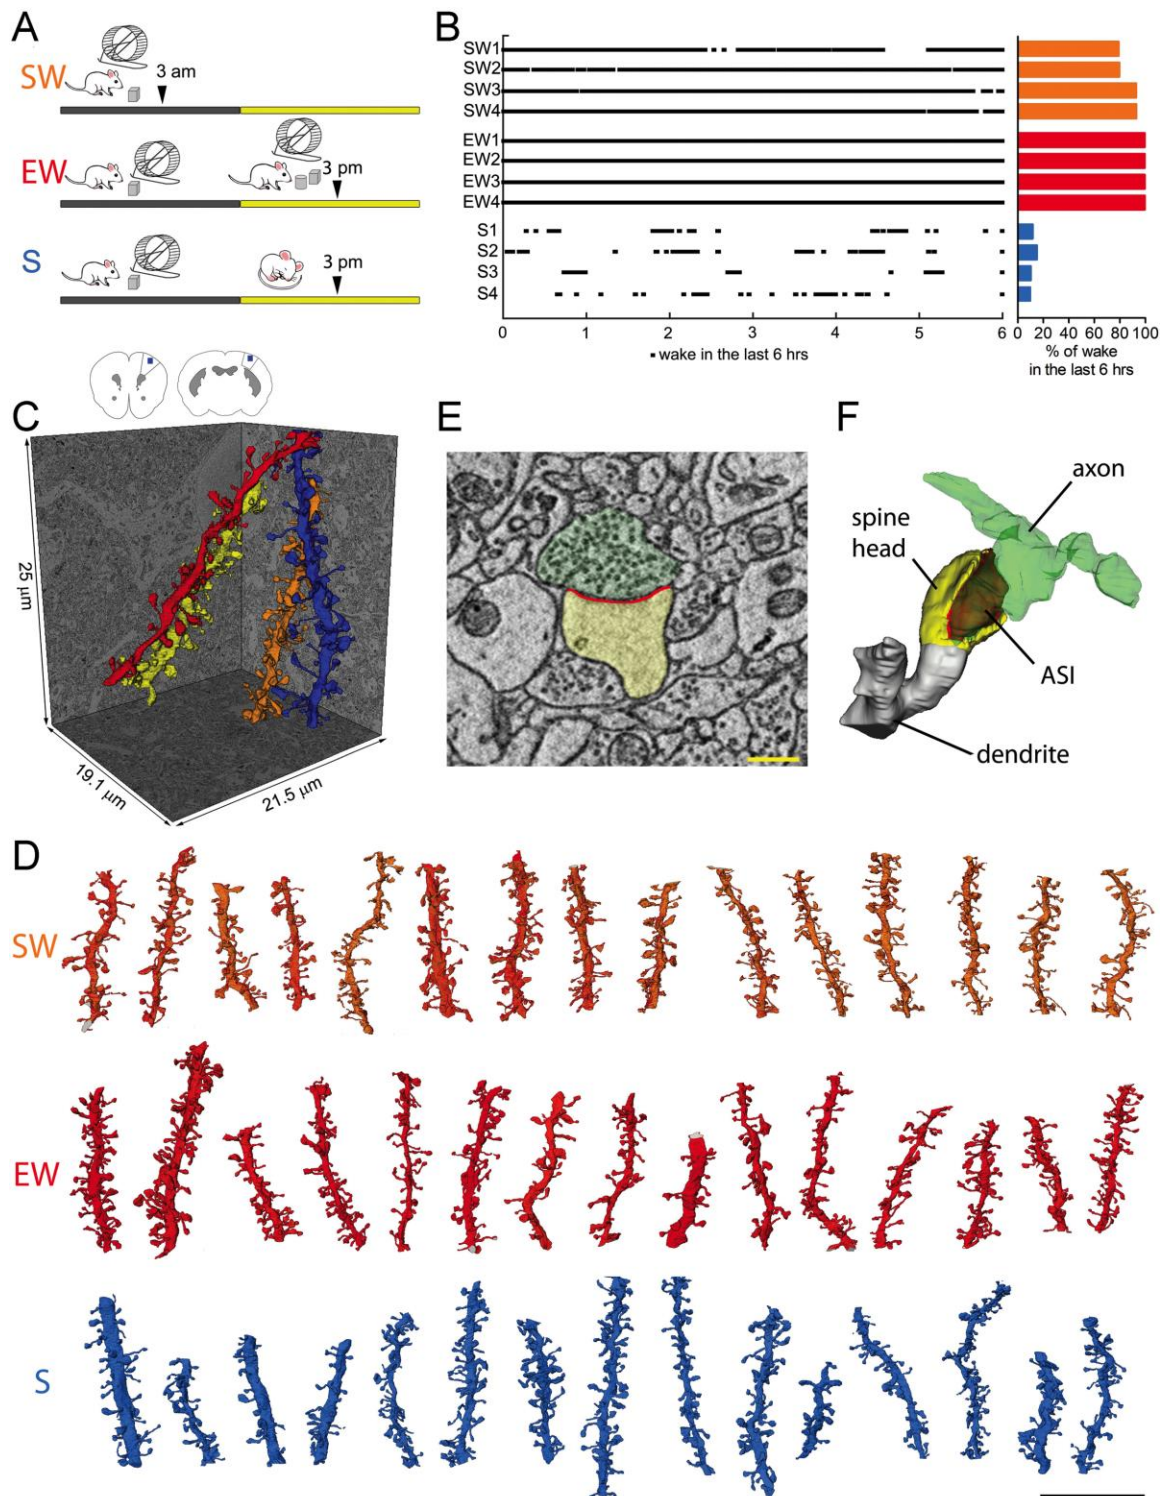 A
SW
3 am
EW
3 pm
S
3 pm
B
SW1
SW2
SW3
SW4
EW1
EW2
EW3
EW4
S1
S2
S3
S4
0 1 2 3 4 5 6
wake in the last 6 hrs
0 20 40 60 80 100
% of wake
in the last 6 hrs
C
25 μm
19.1 μm
21.5 μm
E
F
axon
spine
head
ASI
dendrite
D
SW
EW
S